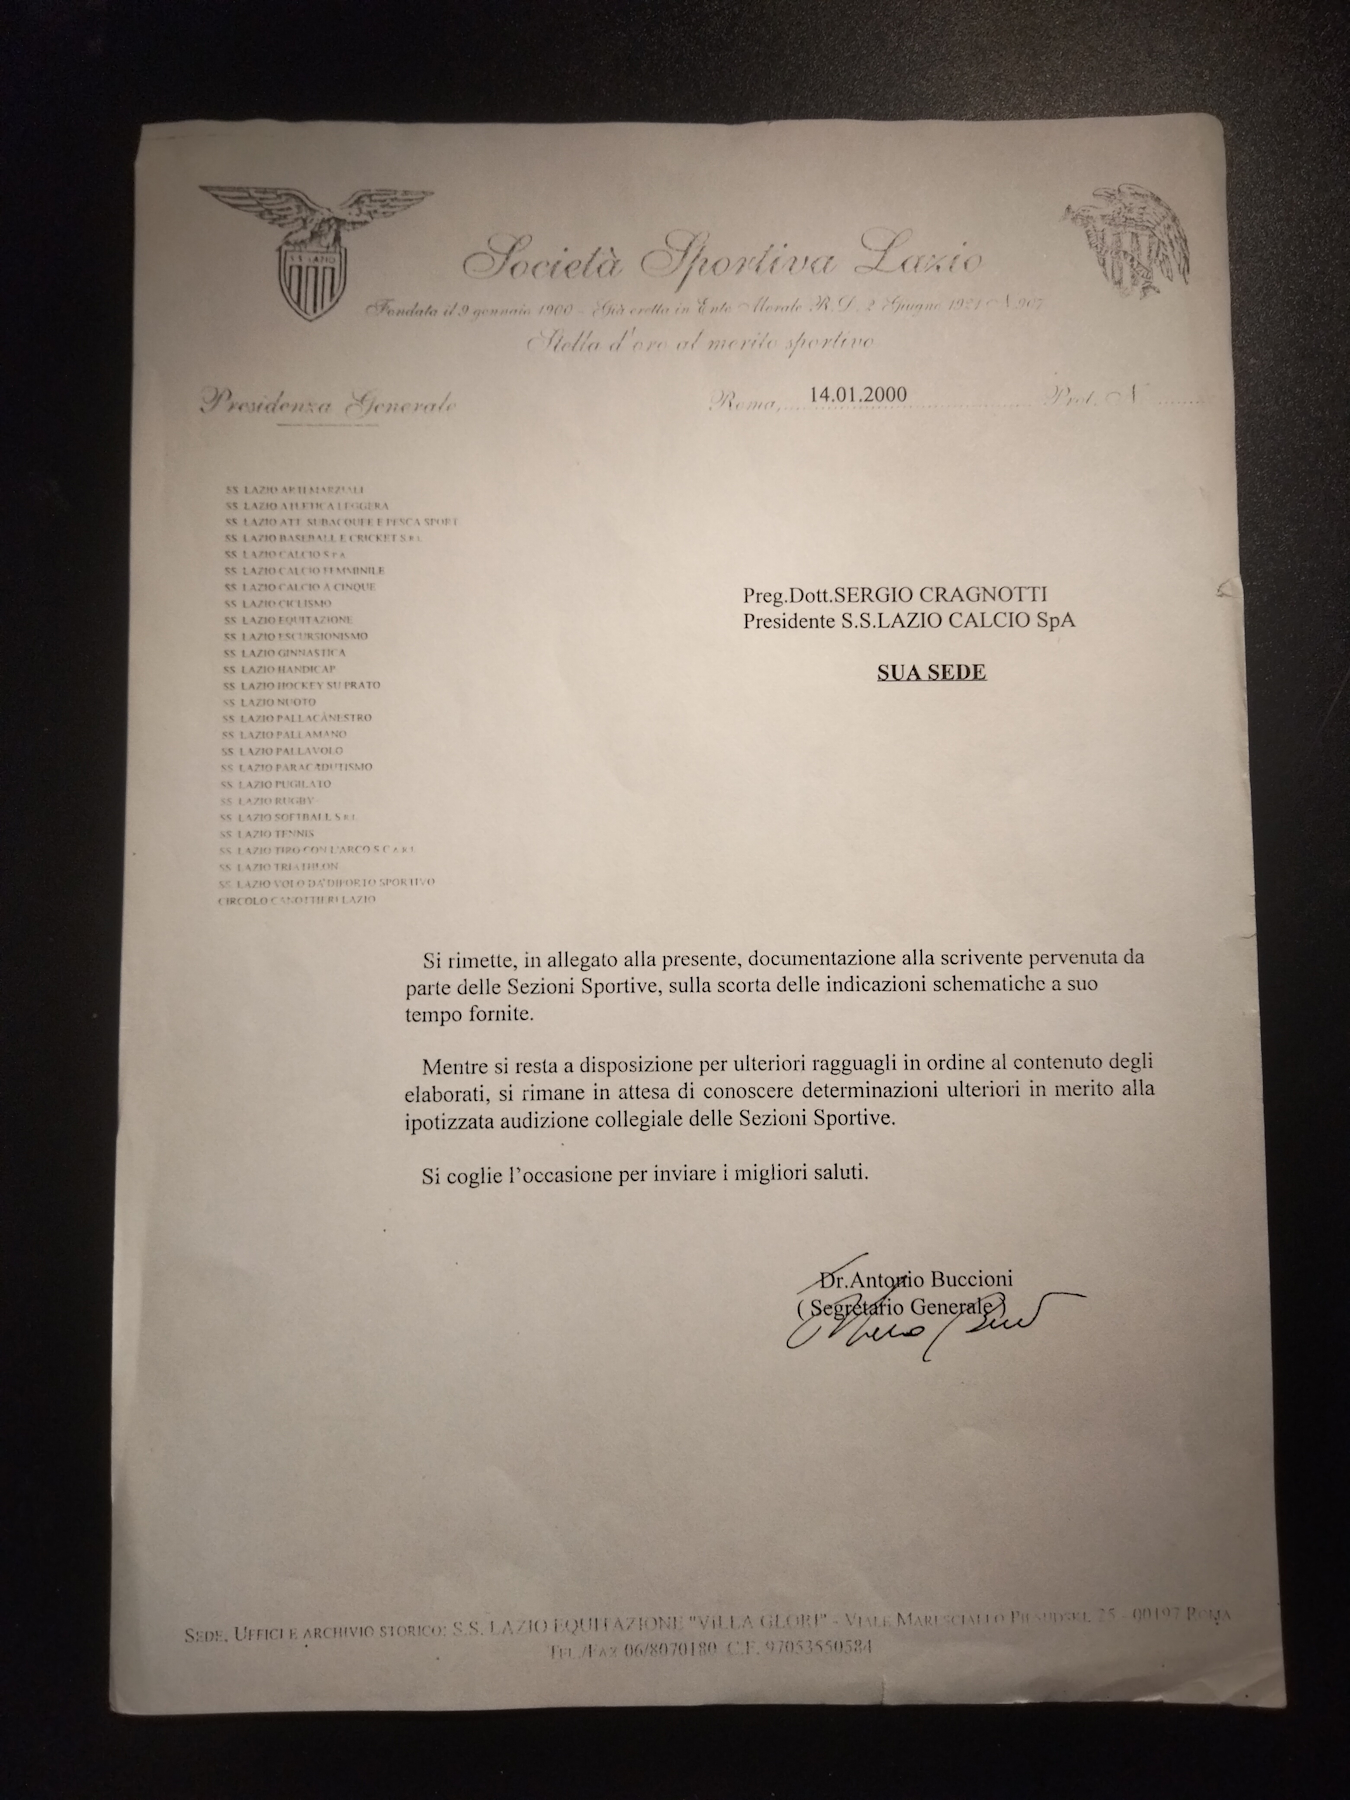 SS LAZIO
Società Sportiva Lazio
Fondata il 9 gennaio 1900 - Già eretta in Ente Morale R. D. 2 Giugno 1921 N. 907
Stella d'oro al merito sportivo
Presidenza Generale
Roma, 14.01.2000 Prot. N.
SS LAZIO ARTI MARZIALI
SS LAZIO ATLETICA LEGGERA
SS LAZIO ATT. SUBACQUEE E PESCA SPORT
SS LAZIO BASEBALL E CRICKET S.R.L
SS LAZIO CALCIO S.P.A
SS LAZIO CALCIO FEMMINILE
SS LAZIO CALCIO A CINQUE
SS LAZIO CICLISMO
SS LAZIO EQUITAZIONE
SS LAZIO ESCURSIONISMO
SS LAZIO GINNASTICA
SS LAZIO HANDICAP
SS LAZIO HOCKEY SU PRATO
SS LAZIO NUOTO
SS LAZIO PALLACANESTRO
SS LAZIO PALLAMANO
SS LAZIO PALLAVOLO
SS LAZIO PARACADUTISMO
SS LAZIO PUGILATO
SS LAZIO RUGBY
SS LAZIO SOFTBALL S.R.L
SS LAZIO TENNIS
SS LAZIO TIRO CON L'ARCO S.C.A.R.L
SS LAZIO TRIATHLON
SS LAZIO VOLO DA DIPORTO SPORTIVO
CIRCOLO CANOTTIERI LAZIO
Preg.Dott.SERGIO CRAGNOTTI
Presidente S.S.LAZIO CALCIO SpA
SUA SEDE
Si rimette, in allegato alla presente, documentazione alla scrivente pervenuta da
parte delle Sezioni Sportive, sulla scorta delle indicazioni schematiche a suo
tempo fornite.
Mentre si resta a disposizione per ulteriori ragguagli in ordine al contenuto degli
elaborati, si rimane in attesa di conoscere determinazioni ulteriori in merito alla
ipotizzata audizione collegiale delle Sezioni Sportive.
Si coglie l'occasione per inviare i migliori saluti.
Dr.Antonio Buccioni
( Segretario Generale )
SEDE, UFFICI E ARCHIVIO STORICO: S.S. LAZIO EQUITAZIONE "VILLA GLORI" - VIALE MARESCIALLO PILSUDSKI, 25 - 00197 ROMA
TEL./FAX 06/8070180 C.F. 97053550584